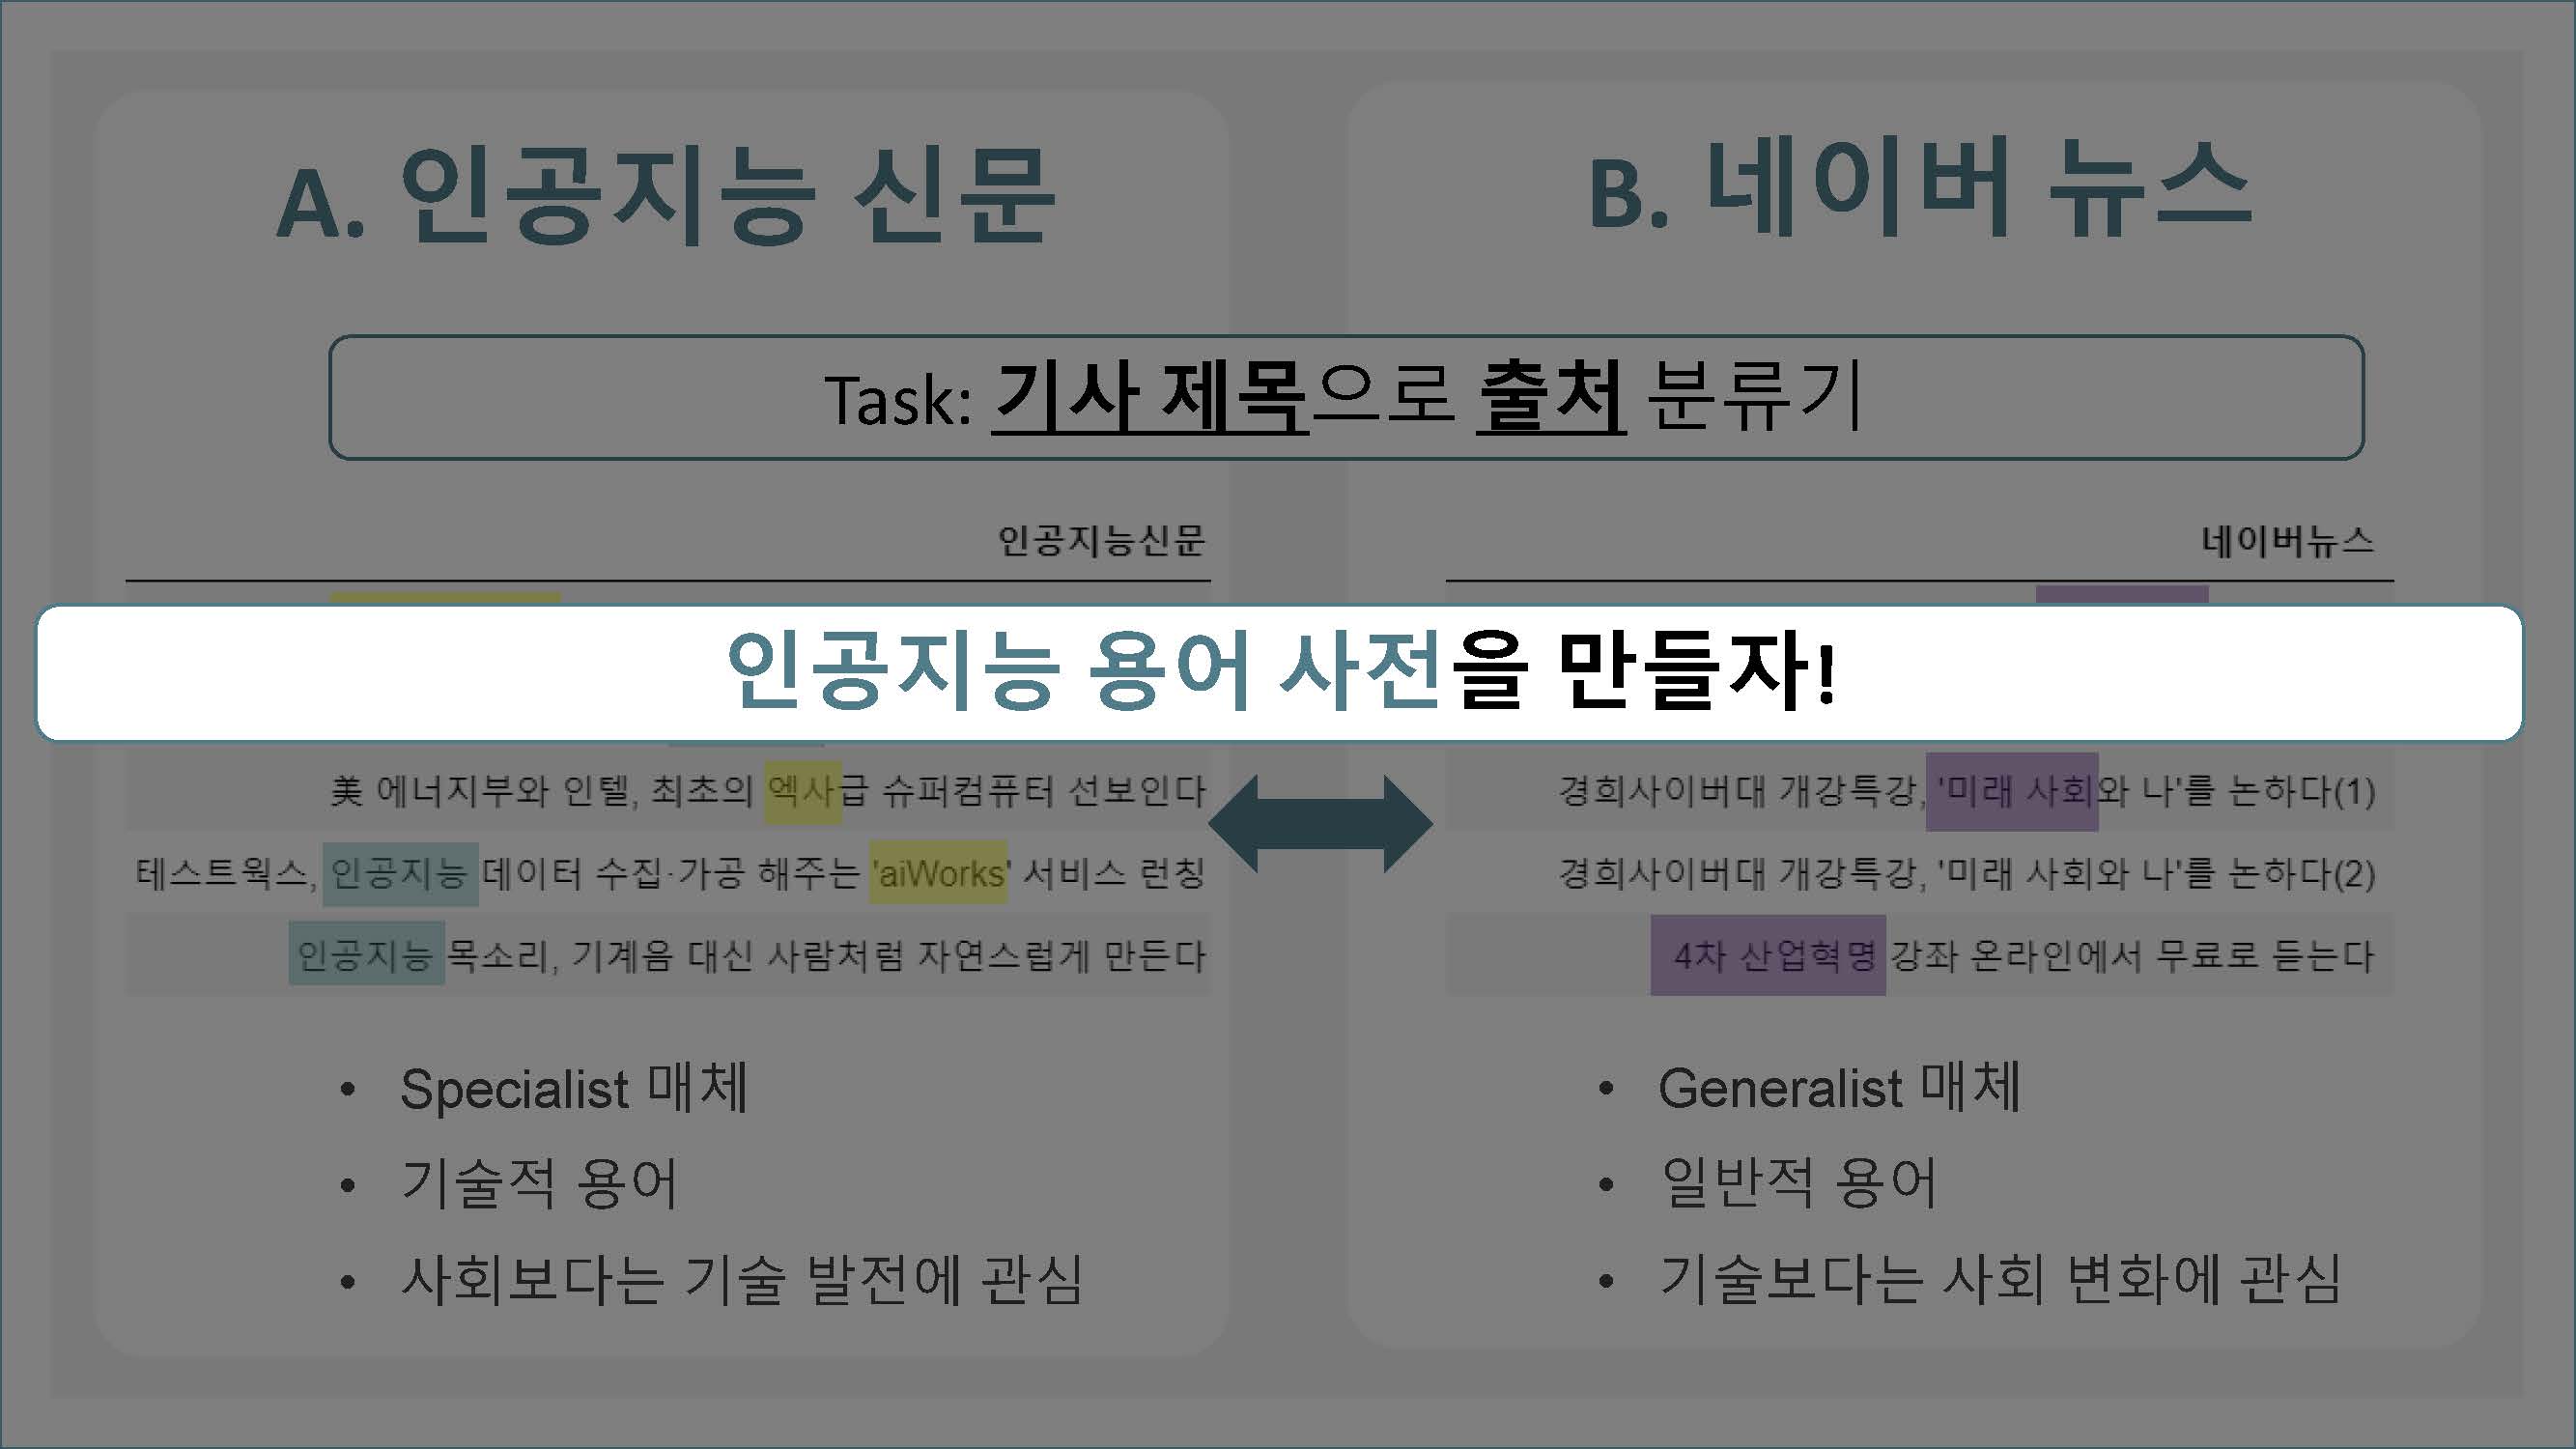 A. 인공지능 신문
B. 네이버 뉴스
Task: 기사 제목으로 출처 분류기
인공지능신문
네이버뉴스
인공지능 용어 사전을 만들자!
美 에너지부와 인텔, 최초의 엑사급 슈퍼컴퓨터 선보인다
테스트웍스, 인공지능 데이터 수집·가공 해주는 'aiWorks' 서비스 런칭
인공지능 목소리, 기계음 대신 사람처럼 자연스럽게 만든다
경희사이버대 개강특강, '미래 사회와 나'를 논하다(1)
경희사이버대 개강특강, '미래 사회와 나'를 논하다(2)
4차 산업혁명 강좌 온라인에서 무료로 듣는다
• Specialist 매체
• 기술적 용어
• 사회보다는 기술 발전에 관심
• Generalist 매체
• 일반적 용어
• 기술보다는 사회 변화에 관심